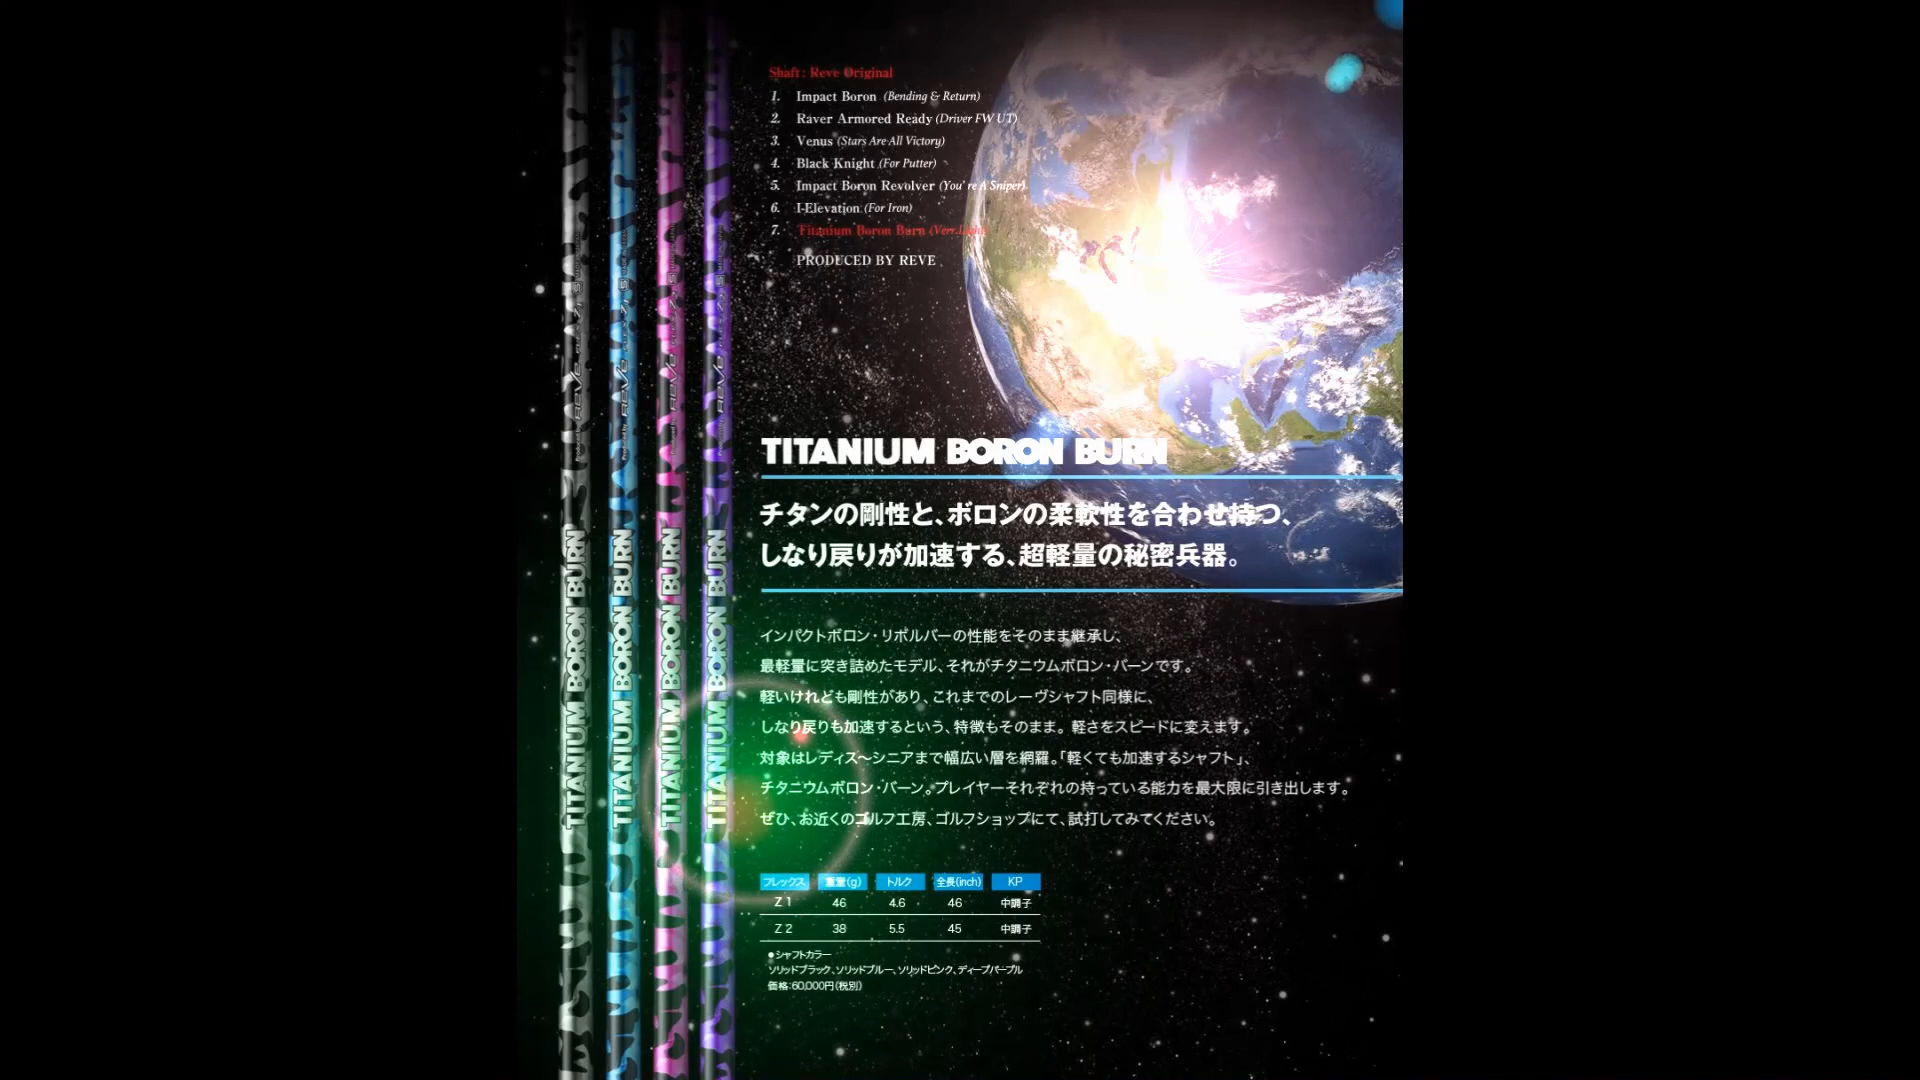 Shaft : Reve Original
1. Impact Boron (Bending & Return)
2. Raver Armored Ready (Driver FW UT)
3. Venus (Stars Are All Victory)
4. Black Knight (For Putter)
5. Impact Boron Revolver (You're A Sniper)
6. I-Elevation (For Iron)
7. Titanium Boron Burn
PRODUCED BY REVE
TITANIUM BORON BURN
チタンの剛性と、ボロンの柔軟性を合わせ持つ、
しなり戻りが加速する、超軽量の秘密兵器。
インパクトボロン・リボルバーの性能をそのまま継承し、
最軽量に突き詰めたモデル、それがチタニウムボロン・バーンです。
軽いけれども剛性があり、これまでのレーヴシャフト同様に、
しなり戻りも加速するという、特徴もそのまま。軽さをスピードに変えます。
対象はレディス〜シニアまで幅広い層を網羅。「軽くても加速するシャフト」、
チタニウムボロン・バーン。プレイヤーそれぞれの持っている能力を最大限に引き出します。
ぜひ、お近くのゴルフ工房、ゴルフショップにて、試打してみてください。
フレックス 重量(g) トルク 全長(inch) KP
Z 1 46 4.6 46 中調子
Z 2 38 5.5 45 中調子
●シャフトカラー
ソリッドブラック、ソリッドブルー、ソリッドピンク、ディープパープル
価格:60,000円(税別)
TITANIUM BORON BURN
TITANIUM BORON BURN
TITANIUM BORON BURN
TITANIUM BORON BURN